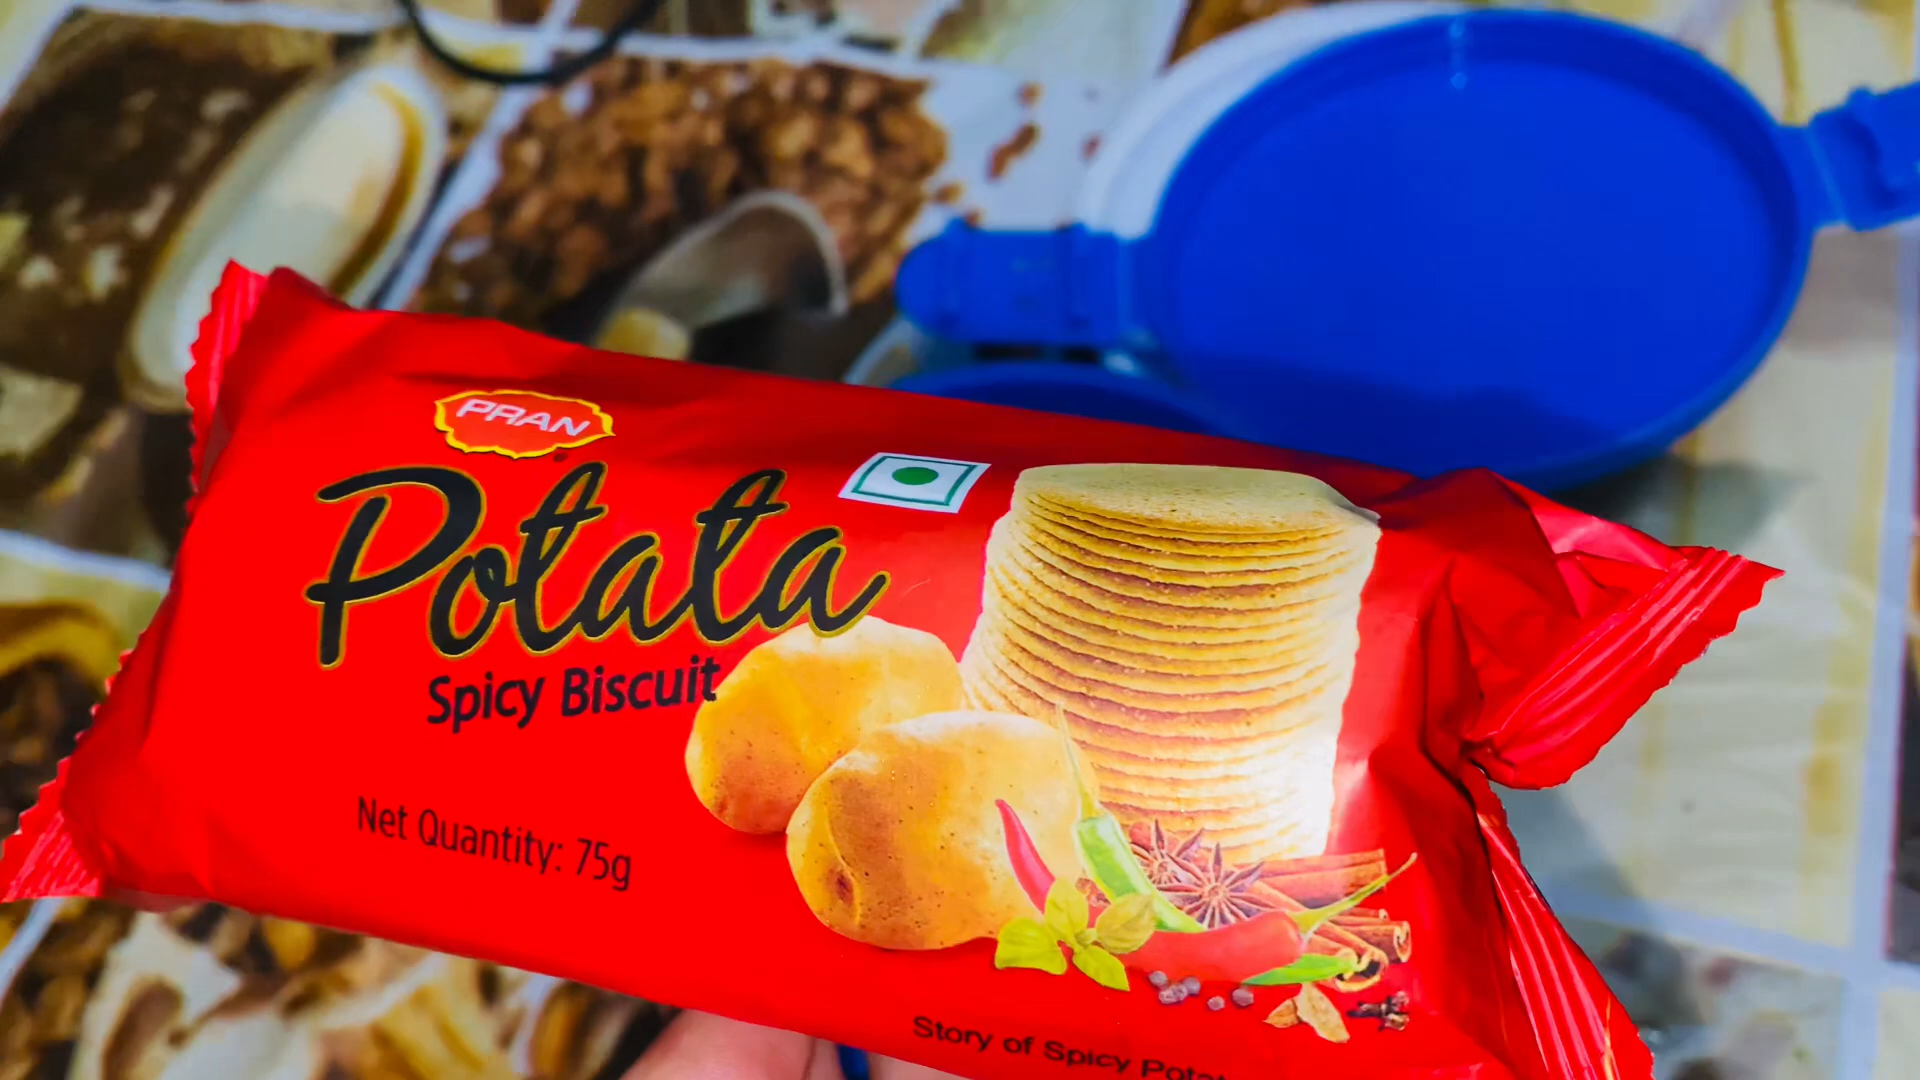 PRAN
Potata
Spicy Biscuit
Net Quantity: 75g
Story of Spicy